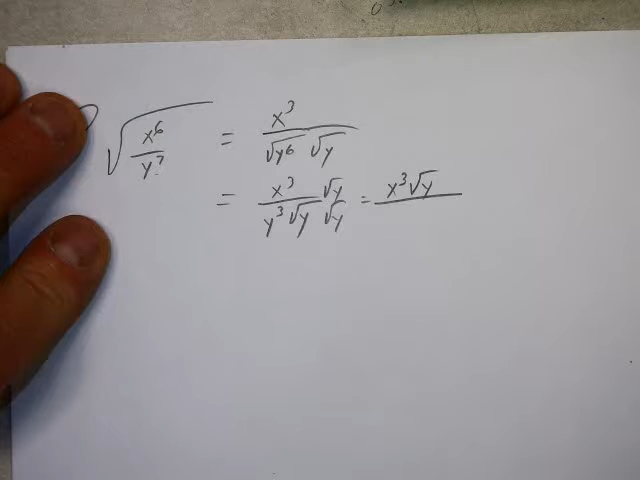 √(x⁶/y⁷) = x³/(√y⁶ √y)
= x³/(y³√y) √y/√y = x³√y/